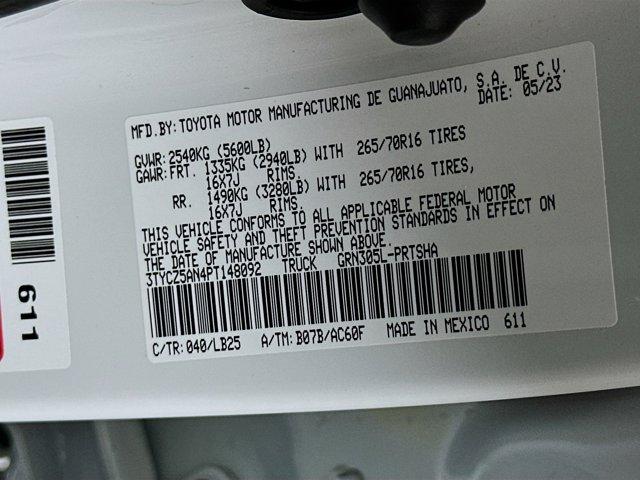 MFD.BY:TOYOTA MOTOR MANUFACTURING DE GUANAJUATO, S.A. DE C.V.
DATE: 05/23
GVWR:2540KG (5600LB)
GAWR:FRT. 1335KG (2940LB) WITH 265/70R16 TIRES
16X7J RIMS.
RR. 1490KG (3280LB) WITH 265/70R16 TIRES,
16X7J RIMS.
THIS VEHICLE CONFORMS TO ALL APPLICABLE FEDERAL MOTOR
VEHICLE SAFETY AND THEFT PREVENTION STANDARDS IN EFFECT ON
THE DATE OF MANUFACTURE SHOWN ABOVE.
3TYCZ5AN4PT148092 TRUCK GRN305L-PRTSHA
C/TR:040/LB25 A/TM:B07B/AC60F MADE IN MEXICO 611
611